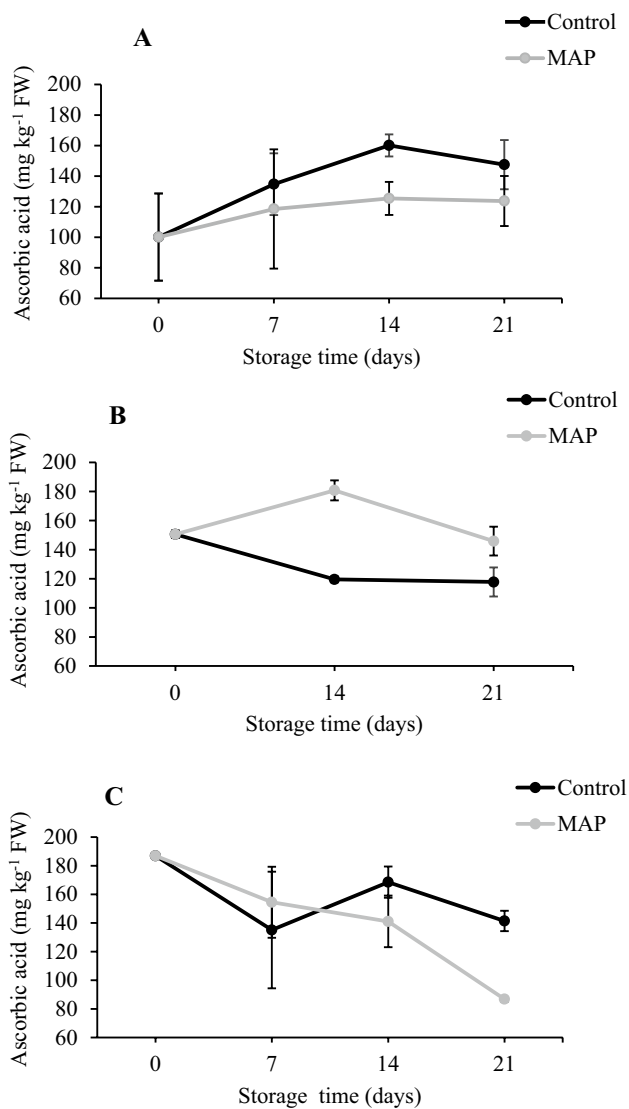 A
Control
MAP
Ascorbic acid (mg kg⁻¹ FW)
200
180
160
140
120
100
80
60
0 7 14 21
Storage time (days)
B
Control
MAP
Ascorbic acid (mg kg⁻¹ FW)
200
180
160
140
120
100
80
60
0 14 21
Storage time (days)
C
Control
MAP
Ascorbic acid (mg kg⁻¹ FW)
200
180
160
140
120
100
80
60
0 7 14 21
Storage time (days)